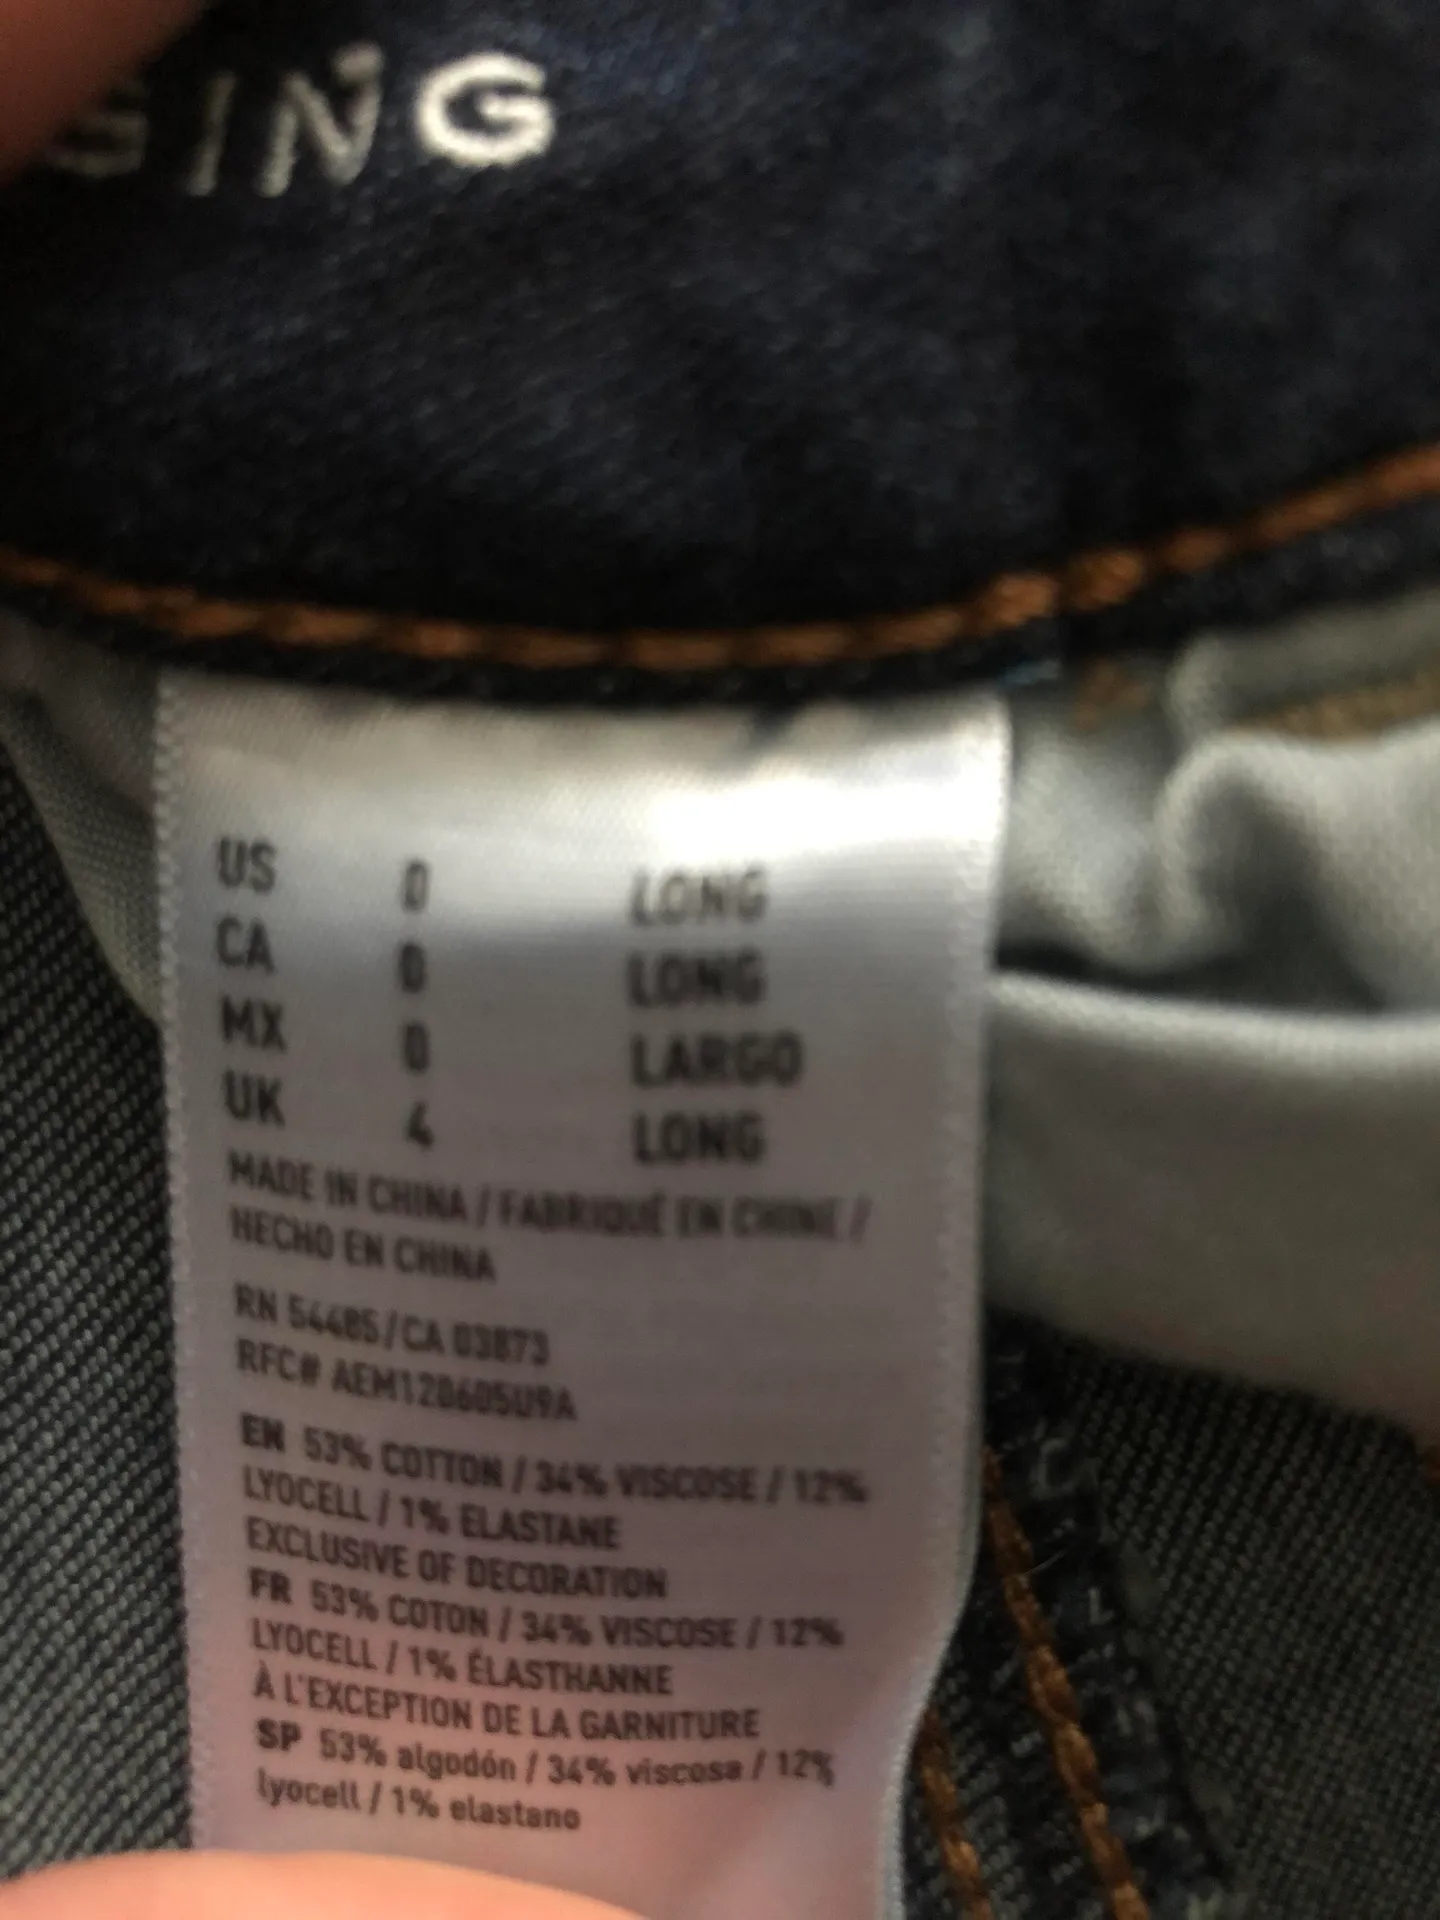 GING
US 0 LONG
CA 0 LONG
MX 0 LARGO
UK 4 LONG
MADE IN CHINA / FABRIQUÉ EN CHINE /
HECHO EN CHINA
RN 54485/CA 03873
RFC# AEM120605U9A
EN 53% COTTON / 34% VISCOSE / 12%
LYOCELL / 1% ELASTANE
EXCLUSIVE OF DECORATION
FR 53% COTON / 34% VISCOSE / 12%
LYOCELL / 1% ÉLASTHANNE
À L'EXCEPTION DE LA GARNITURE
SP 53% algodón / 34% viscosa / 12%
lyocell / 1% elastano